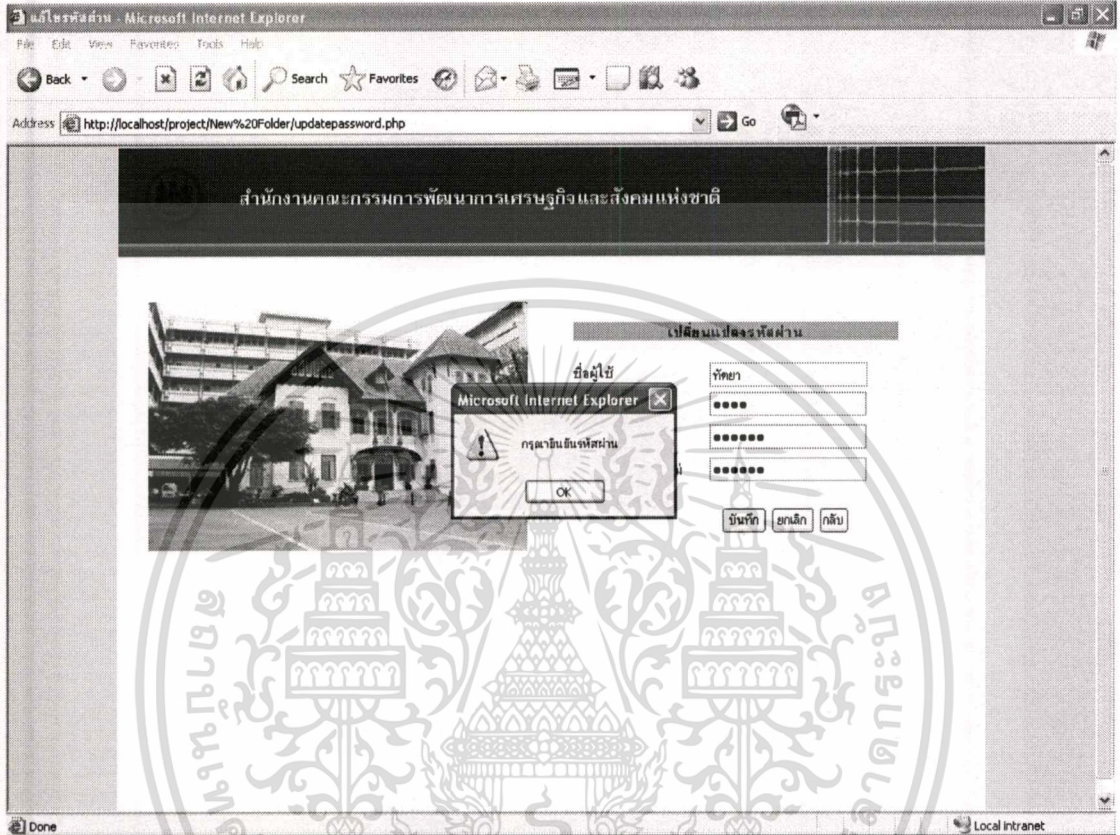 แก้ไขรหัสผ่าน - Microsoft Internet Explorer
File Edit View Favorites Tools Help
Back Search Favorites
Address http://localhost/project/New%20Folder/updatepassword.php Go
สำนักงานคณะกรรมการพัฒนาการเศรษฐกิจและสังคมแห่งชาติ
เปลี่ยนแปลงรหัสผ่าน
ชื่อผู้ใช้ ทัตยา
Microsoft Internet Explorer
กรุณายืนยันรหัสผ่าน
OK
บันทึก ยกเลิก กลับ
Done Local intranet